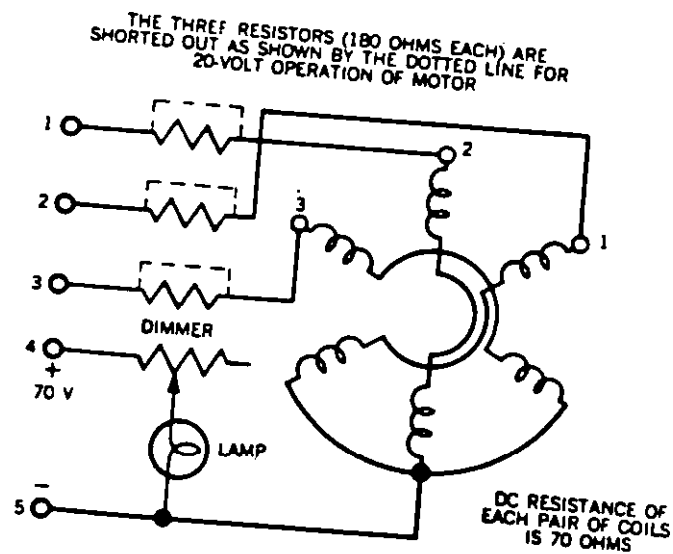 THE THREE RESISTORS (180 OHMS EACH) ARE
SHORTED OUT AS SHOWN BY THE DOTTED LINE FOR
20-VOLT OPERATION OF MOTOR
1
2
2
3
1
3
DIMMER
4
+
70 V
LAMP
-
5
DC RESISTANCE OF
EACH PAIR OF COILS
IS 70 OHMS